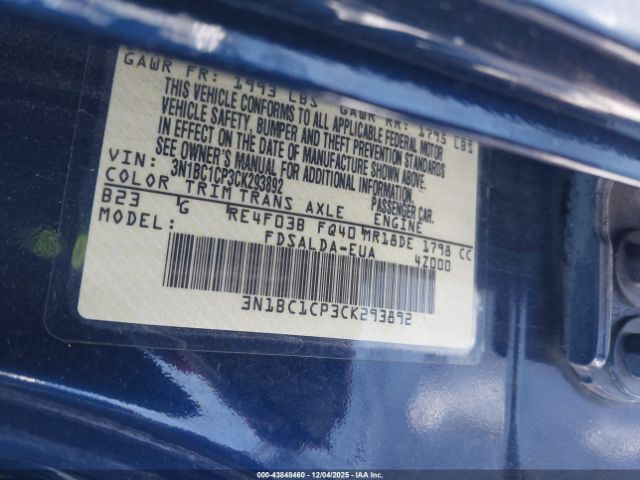 GAWR FR: 1993 LBS GAWR RR: 1795 LBS
THIS VEHICLE CONFORMS TO ALL APPLICABLE FEDERAL MOTOR
VEHICLE SAFETY, BUMPER AND THEFT PREVENTION STANDARDS
IN EFFECT ON THE DATE OF MANUFACTURE SHOWN ABOVE.
SEE OWNER'S MANUAL FOR ADDITIONAL INFORMATION.
VIN: 3N1BC1CP3CK293892 PASSENGER CAR.
COLOR TRIM TRANS AXLE ENGINE
B23 G RE4F03B FQ40 MR18DE 1798 CC
MODEL: FDSALDA-EUA 4Z000
3N1BC1CP3CK293892
000-43848460 - 12/04/2025 - IAA Inc.